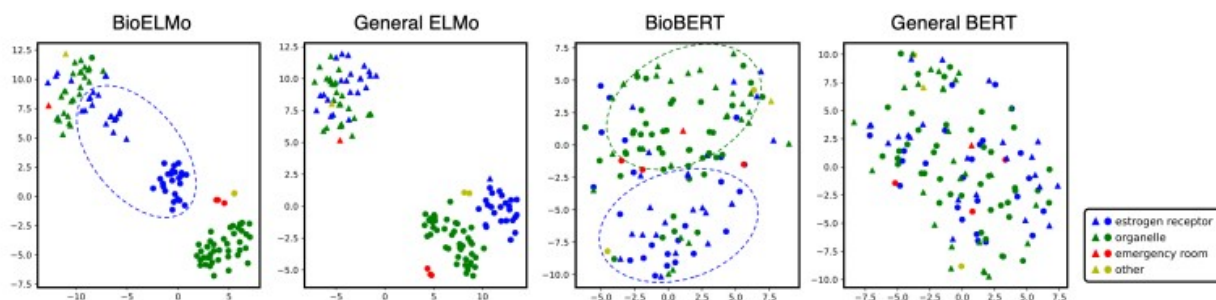 BioELMo General ELMo BioBERT General BERT
12.5 12.5 7.5 10.0
10.0 10.0 5.0 7.5
7.5 7.5 2.5 5.0
5.0 5.0 0.0 2.5
2.5 2.5 −2.5 0.0
0.0 0.0 −5.0 −2.5
−2.5 −2.5 −7.5 −5.0
−5.0 −5.0 −10.0 −7.5
−7.5 −10.0
−10 −5 0 5 −5 0 5 10 −5.0 −2.5 0.0 2.5 5.0 7.5 −7.5 −5.0 −2.5 0.0 2.5 5.0 7.5
estrogen receptor
organelle
emergency room
other